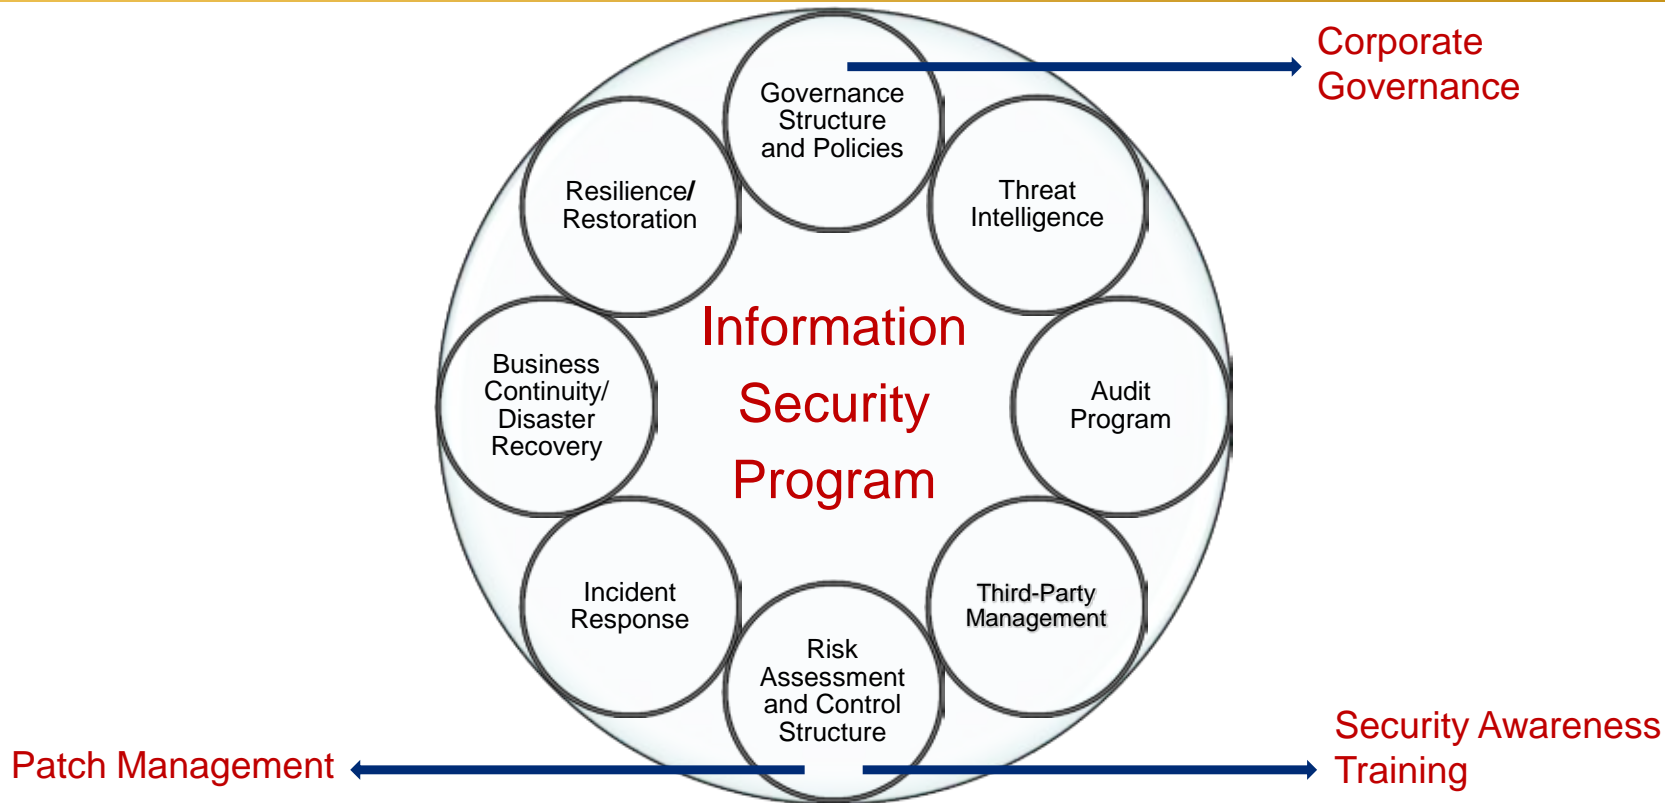 Corporate
Governance
Governance
Structure
and Policies
Resilience/
Restoration
Threat
Intelligence
Information
Security
Program
Business
Continuity/
Disaster
Recovery
Audit
Program
Incident
Response
Third-Party
Management
Risk
Assessment
and Control
Structure
Patch Management
Security Awareness
Training